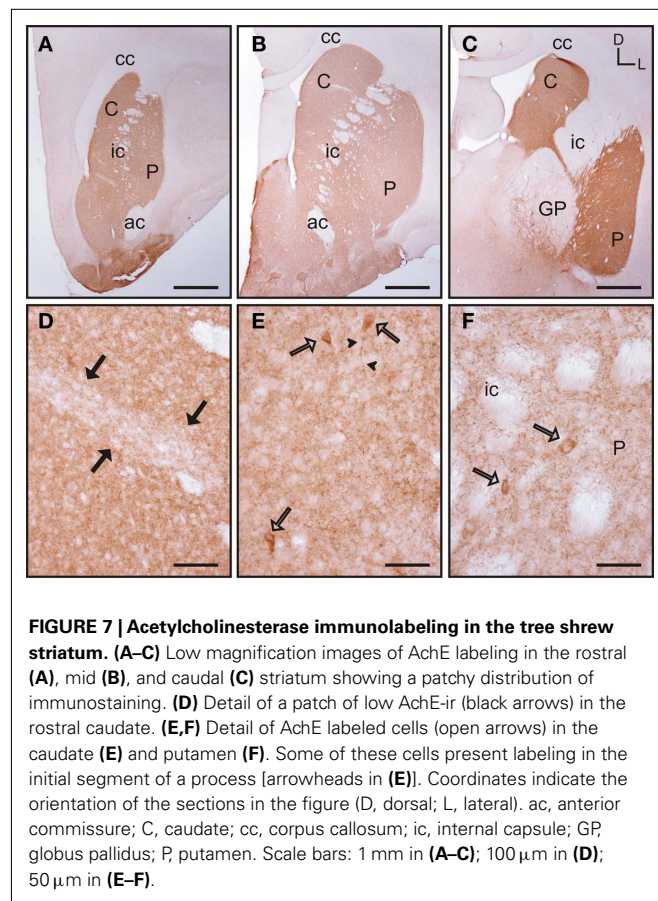 A
cc
C
ic
P
ac
B
cc
C
ic
P
ac
C
cc
D
L
C
ic
GP
P
D
E
F
ic
P
FIGURE 7 | Acetylcholinesterase immunolabeling in the tree shrew
striatum. (A–C) Low magnification images of AchE labeling in the rostral
(A), mid (B), and caudal (C) striatum showing a patchy distribution of
immunostaining. (D) Detail of a patch of low AchE-ir (black arrows) in the
rostral caudate. (E,F) Detail of AchE labeled cells (open arrows) in the
caudate (E) and putamen (F). Some of these cells present labeling in the
initial segment of a process [arrowheads in (E)]. Coordinates indicate the
orientation of the sections in the figure (D, dorsal; L, lateral). ac, anterior
commissure; C, caudate; cc, corpus callosum; ic, internal capsule; GP,
globus pallidus; P, putamen. Scale bars: 1 mm in (A–C); 100 μm in (D);
50 μm in (E–F).